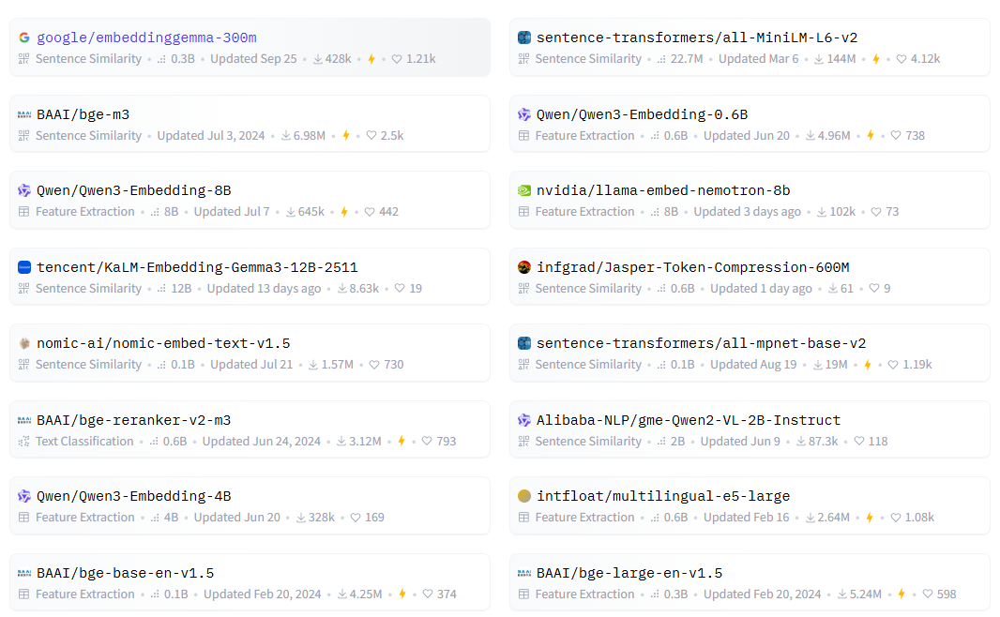 google/embeddinggemma-300m
Sentence Similarity • 0.3B • Updated Sep 25 • 428k • 1.21k
sentence-transformers/all-MiniLM-L6-v2
Sentence Similarity • 22.7M • Updated Mar 6 • 144M • 4.12k
BAAI/bge-m3
Sentence Similarity • Updated Jul 3, 2024 • 6.98M • 2.5k
Qwen/Qwen3-Embedding-0.6B
Feature Extraction • 0.6B • Updated Jun 20 • 4.96M • 738
Qwen/Qwen3-Embedding-8B
Feature Extraction • 8B • Updated Jul 7 • 645k • 442
nvidia/llama-embed-nemotron-8b
Feature Extraction • 8B • Updated 3 days ago • 102k • 73
tencent/KaLM-Embedding-Gemma3-12B-2511
Sentence Similarity • 12B • Updated 13 days ago • 8.63k • 19
infgrad/Jasper-Token-Compression-600M
Sentence Similarity • 0.6B • Updated 1 day ago • 61 • 9
nomic-ai/nomic-embed-text-v1.5
Sentence Similarity • 0.1B • Updated Jul 21 • 1.57M • 730
sentence-transformers/all-mpnet-base-v2
Sentence Similarity • 0.1B • Updated Aug 19 • 19M • 1.19k
BAAI/bge-reranker-v2-m3
Text Classification • 0.6B • Updated Jun 24, 2024 • 3.12M • 793
Alibaba-NLP/gme-Qwen2-VL-2B-Instruct
Sentence Similarity • 2B • Updated Jun 9 • 87.3k • 118
Qwen/Qwen3-Embedding-4B
Feature Extraction • 4B • Updated Jun 20 • 328k • 169
intfloat/multilingual-e5-large
Feature Extraction • 0.6B • Updated Feb 16 • 2.64M • 1.08k
BAAI/bge-base-en-v1.5
Feature Extraction • 0.1B • Updated Feb 20, 2024 • 4.25M • 374
BAAI/bge-large-en-v1.5
Feature Extraction • 0.3B • Updated Feb 20, 2024 • 5.24M • 598